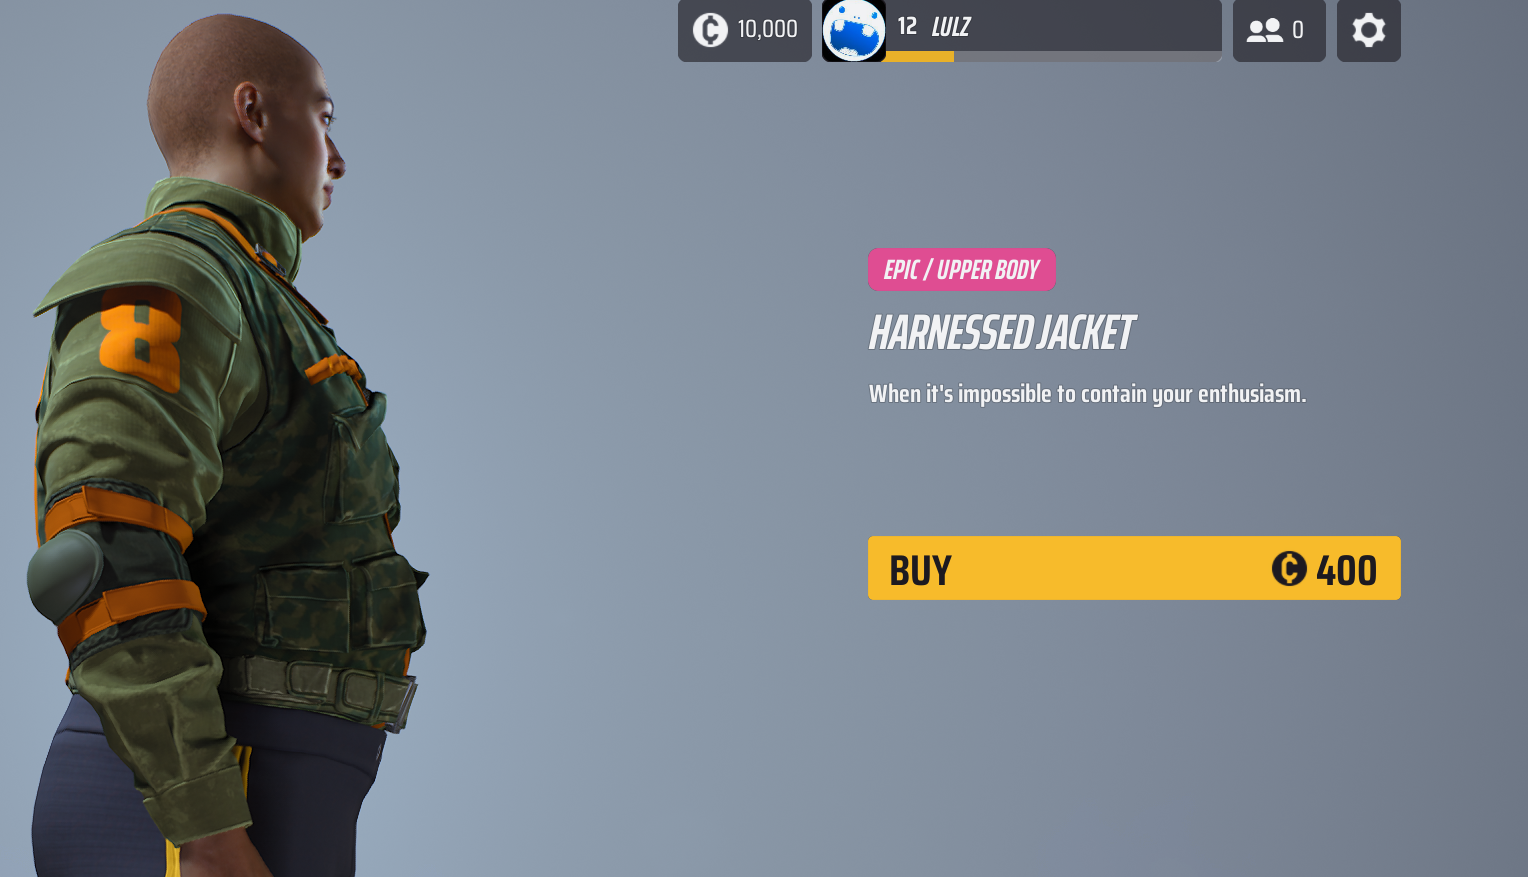 10,000
12 LULZ
0
8
EPIC / UPPER BODY
HARNESSED JACKET
When it's impossible to contain your enthusiasm.
BUY 400